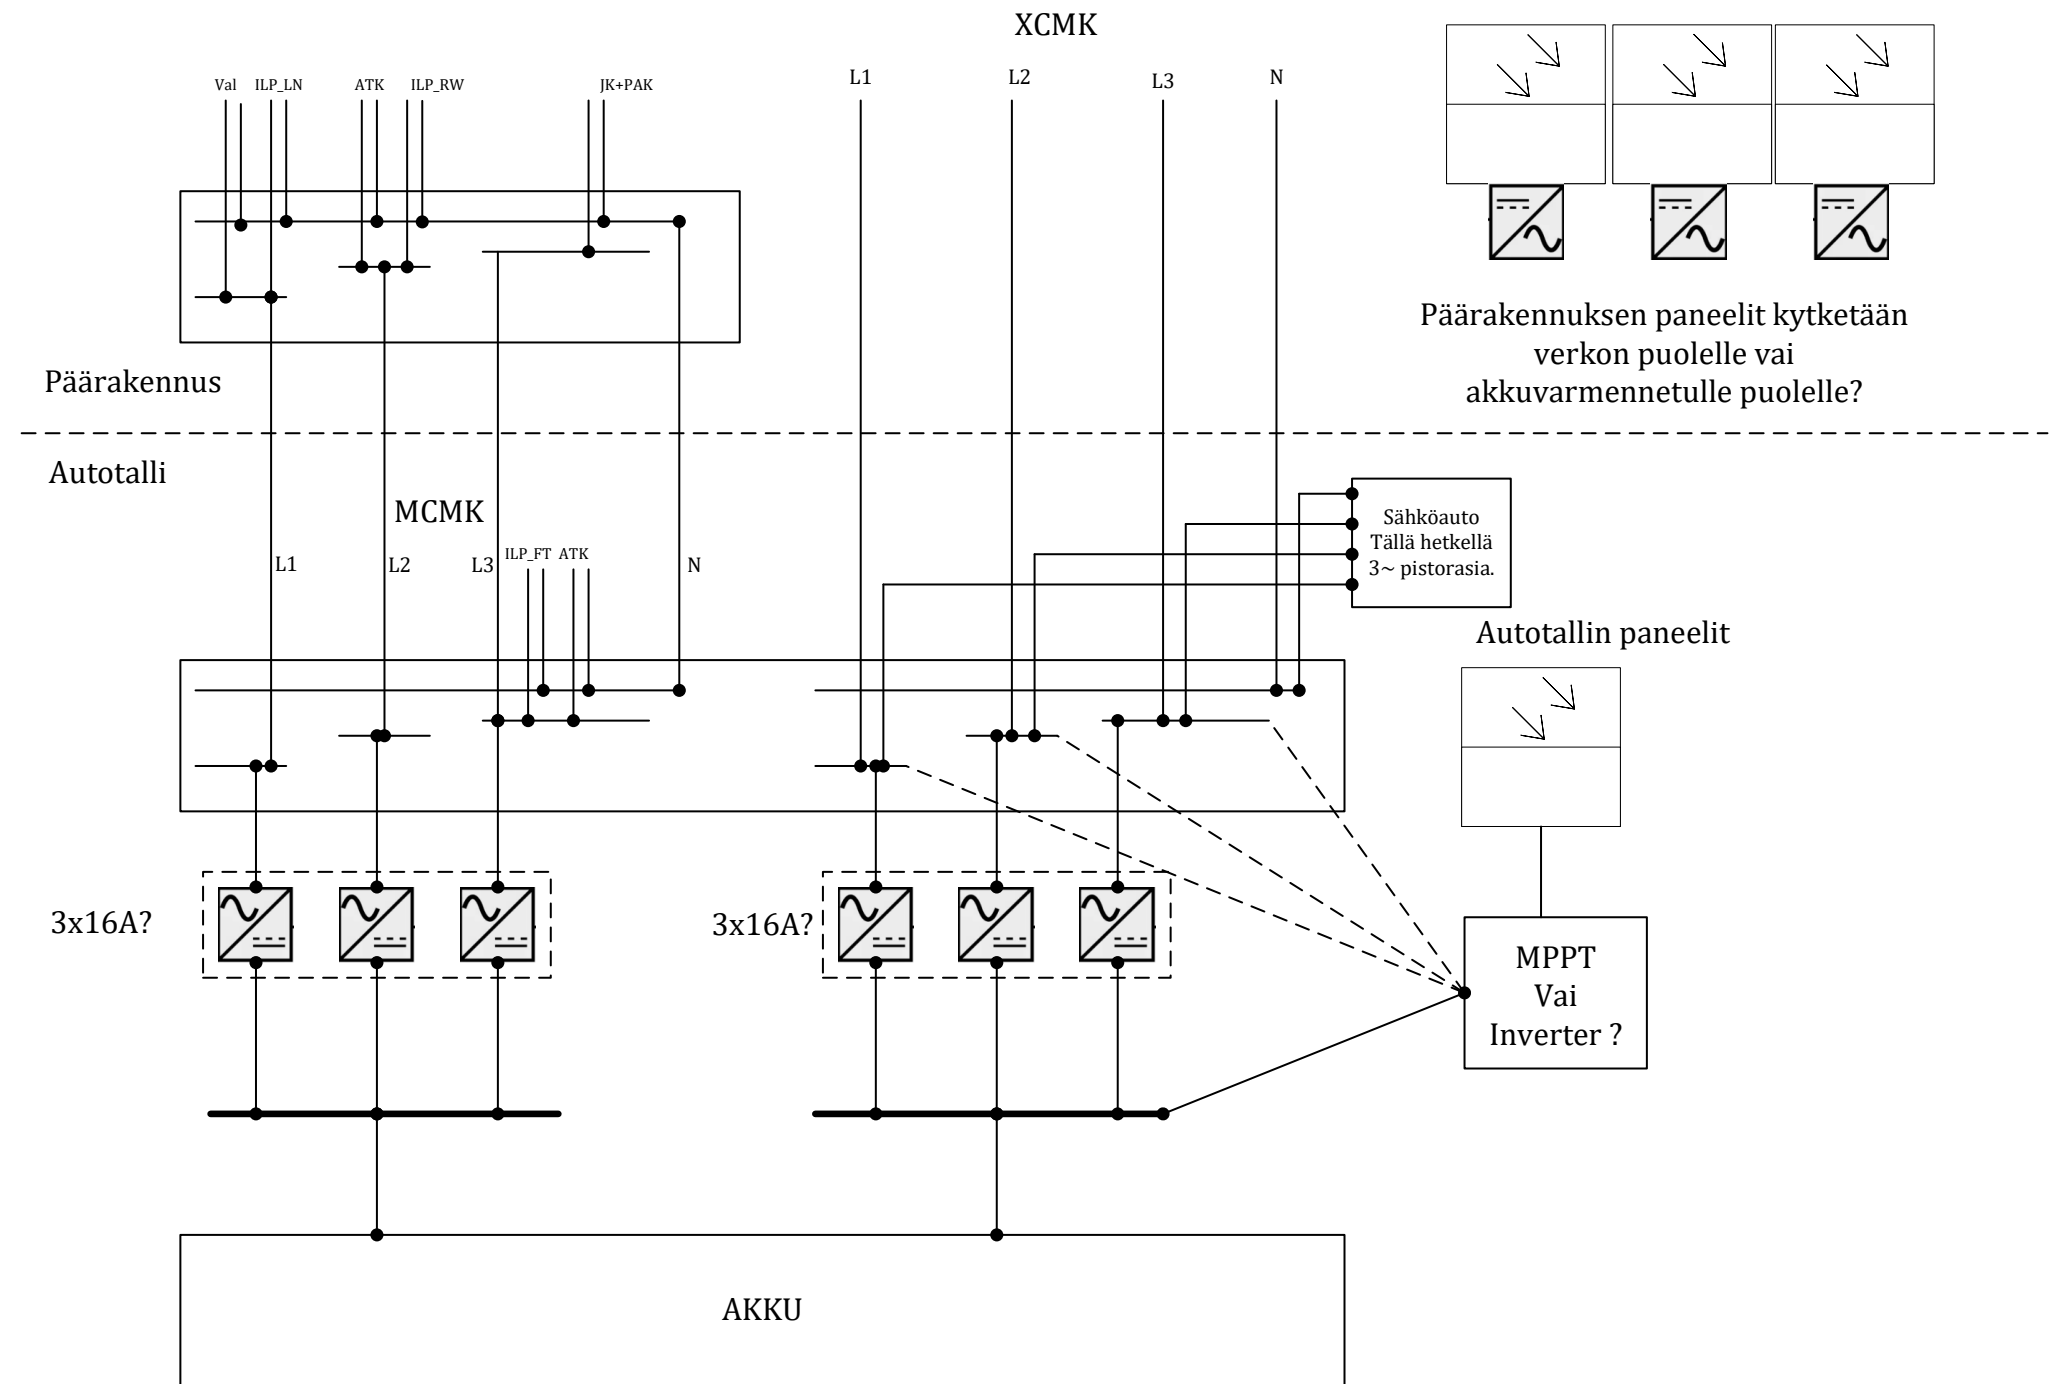 XCMK
Val ILP_LN ATK ILP_RW JK+PAK
L1 L2 L3 N
Päärakennuksen paneelit kytketään
verkon puolelle vai
akkuvarmennetulle puolelle?
Päärakennus
Autotalli
MCMK
L1 L2 L3 ILP_FT ATK N
Sähköauto
Tällä hetkellä
3~ pistorasia.
Autotallin paneelit
3x16A?
3x16A?
MPPT
Vai
Inverter ?
AKKU